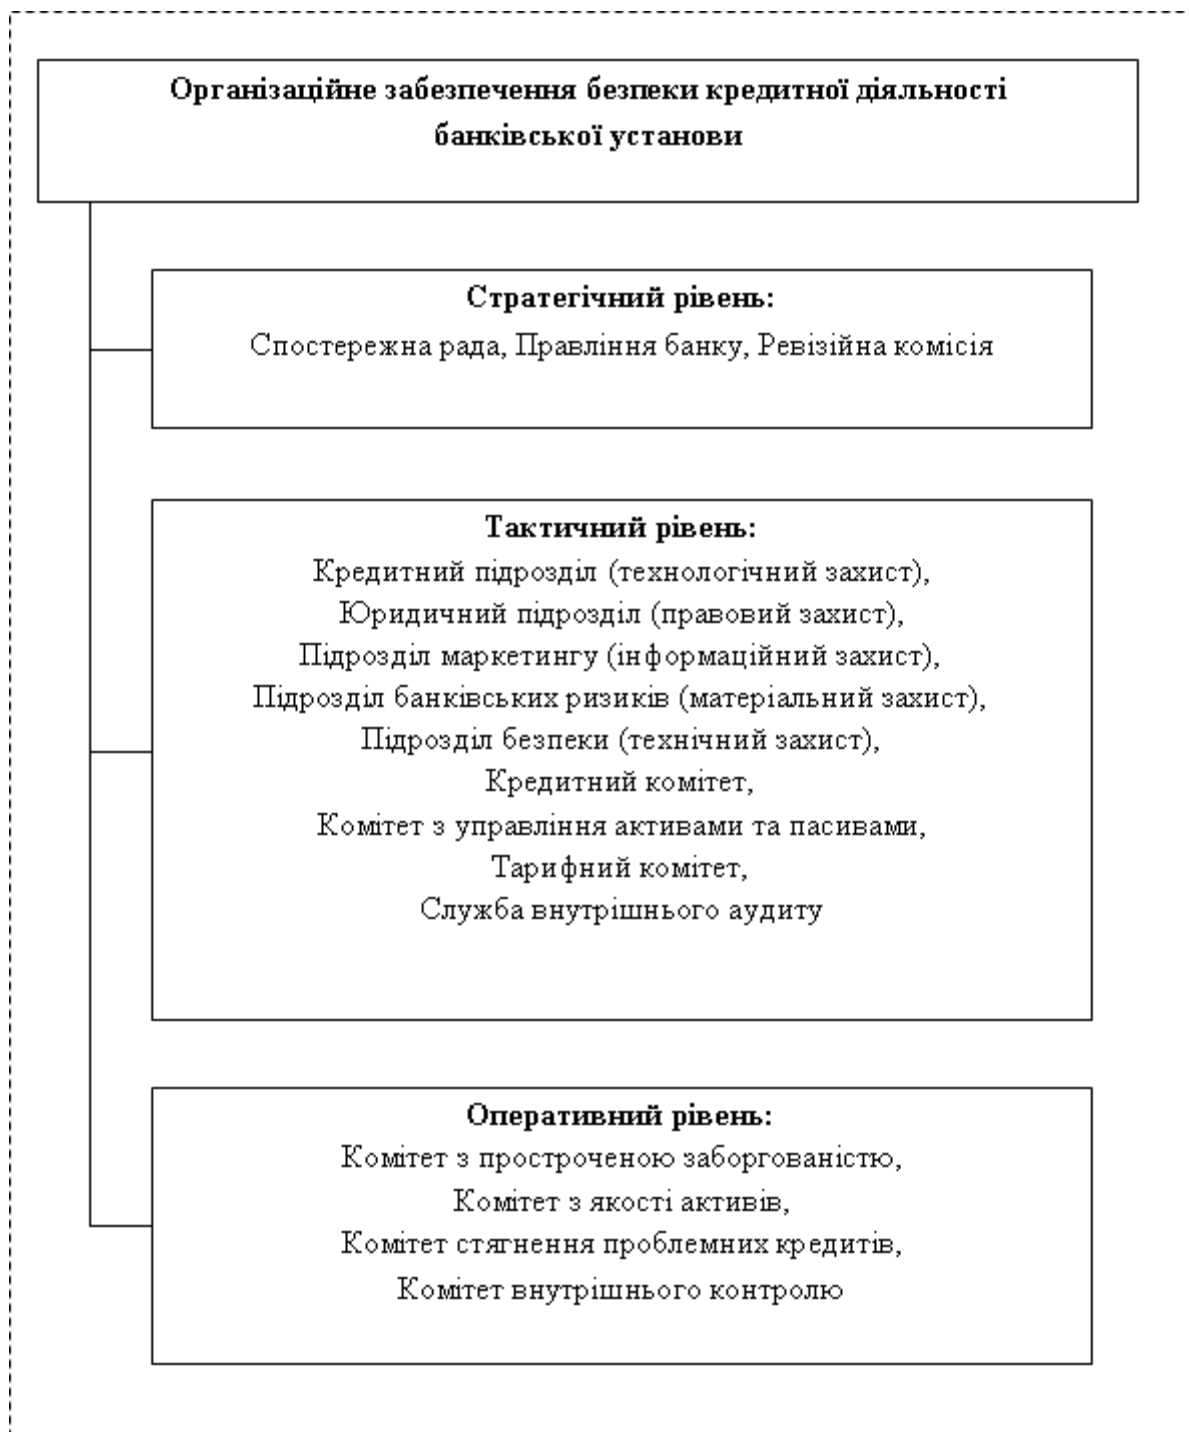 Організаційне забезпечення безпеки кредитної діяльності
банківської установи
Стратегічний рівень:
Спостережна рада, Правління банку, Ревізійна комісія
Тактичний рівень:
Кредитний підрозділ (технологічний захист),
Юридичний підрозділ (правовий захист),
Підрозділ маркетингу (інформаційний захист),
Підрозділ банківських ризиків (матеріальний захист),
Підрозділ безпеки (технічний захист),
Кредитний комітет,
Комітет з управління активами та пасивами,
Тарифний комітет,
Служба внутрішнього аудиту
Оперативний рівень:
Комітет з простроченою заборгованістю,
Комітет з якості активів,
Комітет стягнення проблемних кредитів,
Комітет внутрішнього контролю